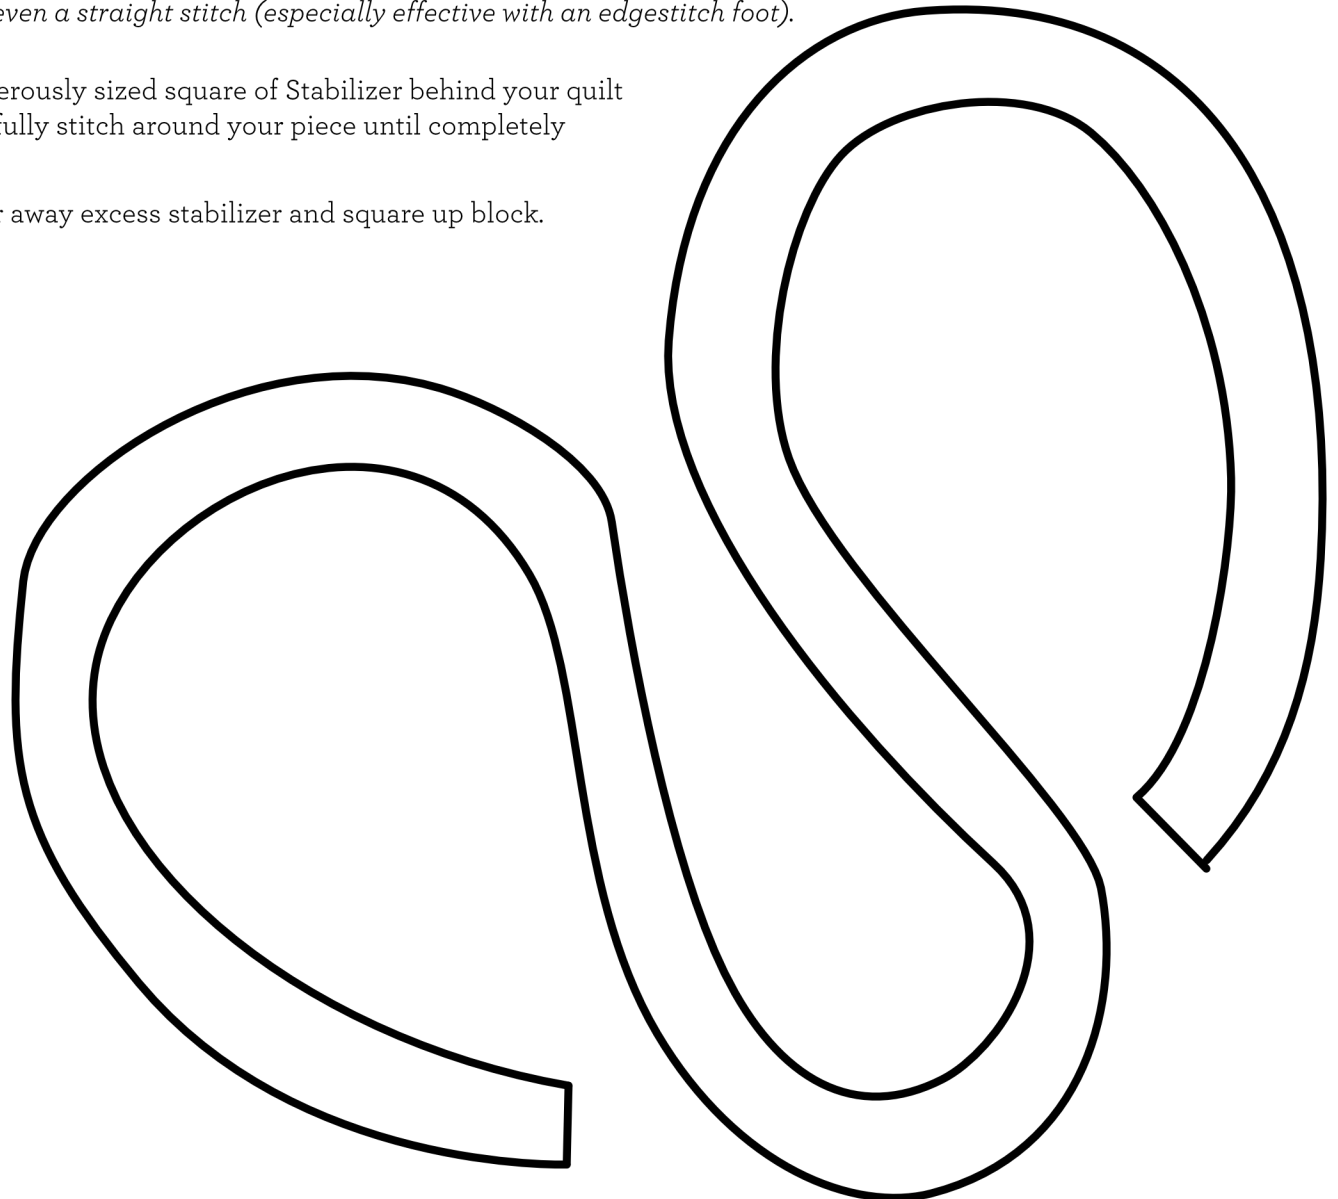 even a straight stitch (especially effective with an edgestitch foot).
erously sized square of Stabilizer behind your quilt
fully stitch around your piece until completely
r away excess stabilizer and square up block.